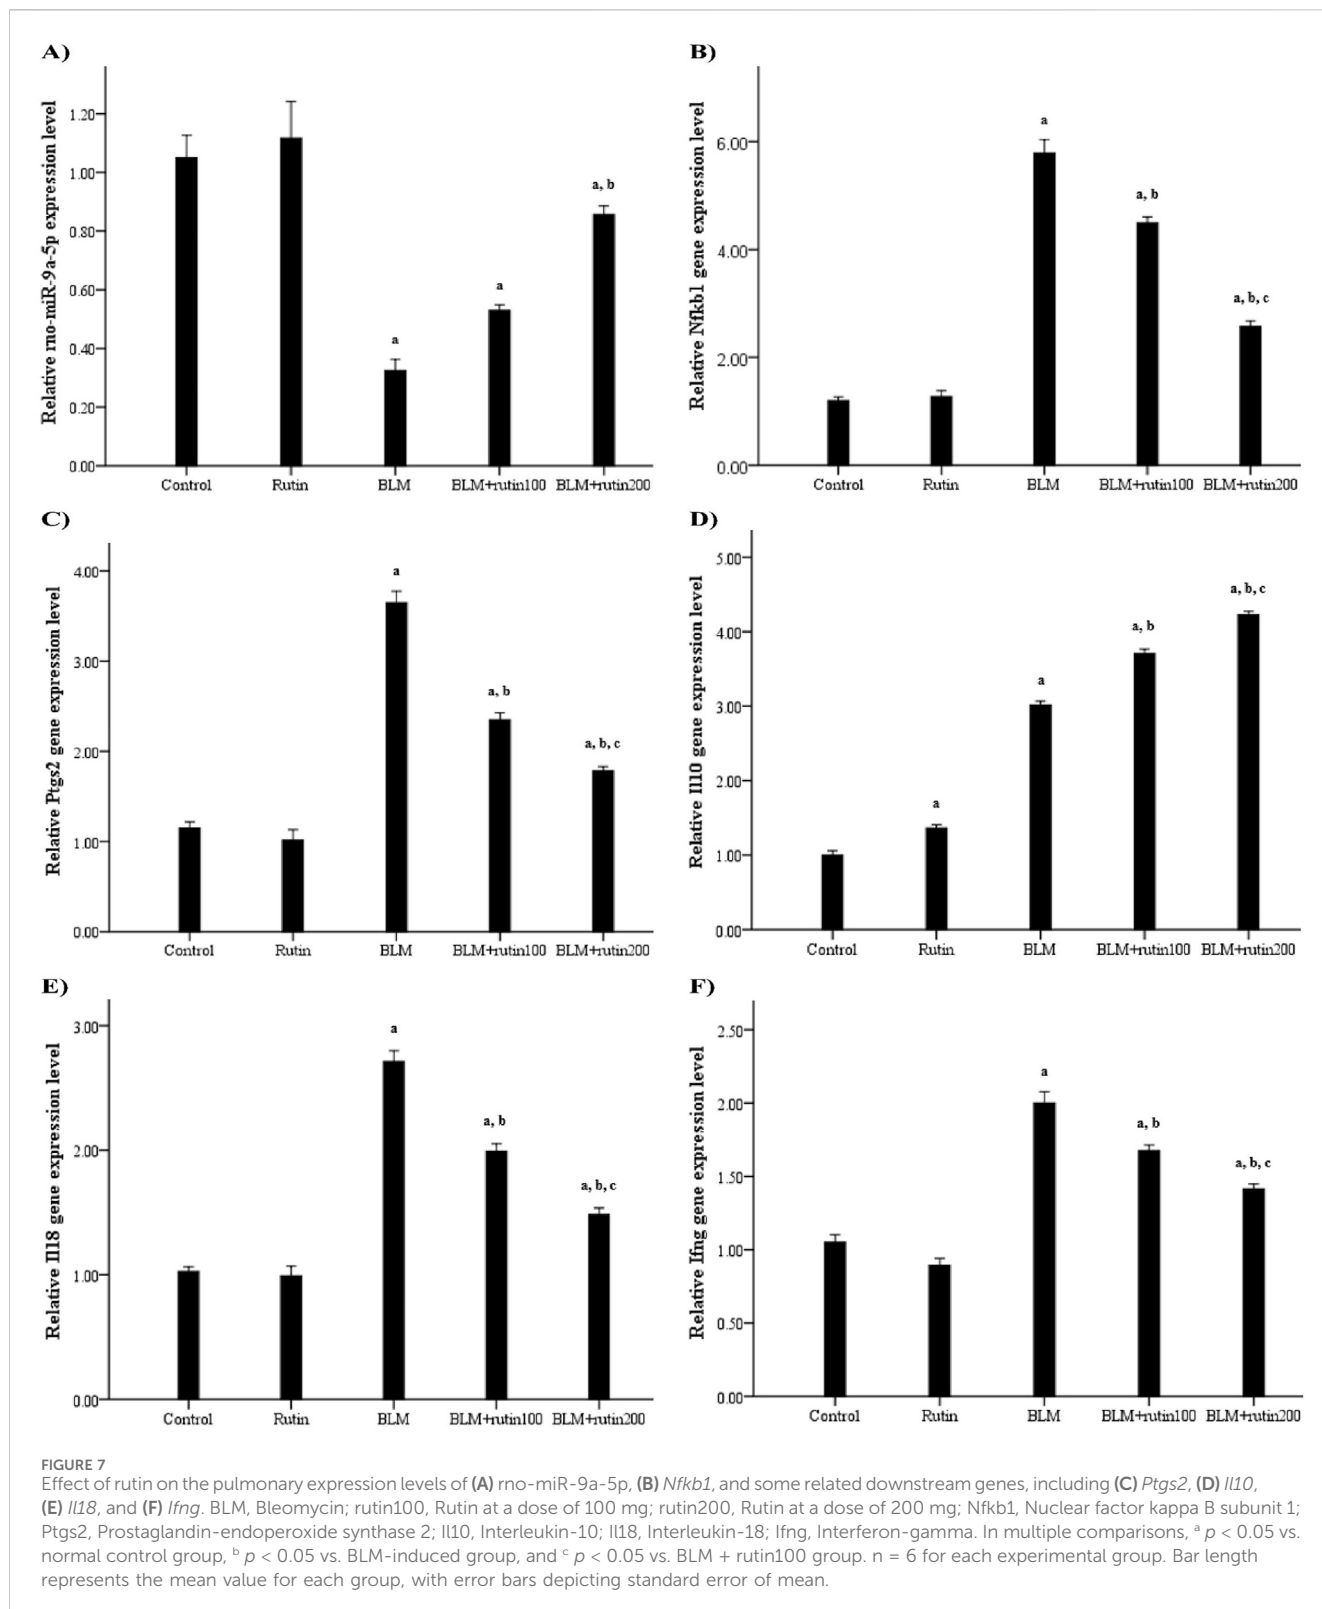 A)
Relative rno-miR-9a-5p expression level
1.20
1.00
0.80
0.60
0.40
0.20
0.00
a
a
a, b
Control
Rutin
BLM
BLM+rutin100
BLM+rutin200
B)
Relative Nfkb1 gene expression level
6.00
4.00
2.00
0.00
a
a, b
a, b, c
Control
Rutin
BLM
BLM+rutin100
BLM+rutin200
C)
Relative Ptgs2 gene expression level
4.00
3.00
2.00
1.00
0.00
a
a, b
a, b, c
Control
Rutin
BLM
BLM+rutin100
BLM+rutin200
D)
Relative Il10 gene expression level
5.00
4.00
3.00
2.00
1.00
0.00
a
a
a, b
a, b, c
Control
Rutin
BLM
BLM+rutin100
BLM+rutin200
E)
Relative Il18 gene expression level
3.00
2.00
1.00
0.00
a
a, b
a, b, c
Control
Rutin
BLM
BLM+rutin100
BLM+rutin200
F)
Relative Ifng gene expression level
2.50
2.00
1.50
1.00
0.50
0.00
a
a, b
a, b, c
Control
Rutin
BLM
BLM+rutin100
BLM+rutin200
FIGURE 7
Effect of rutin on the pulmonary expression levels of (A) rno-miR-9a-5p, (B) Nfkb1, and some related downstream genes, including (C) Ptgs2, (D) Il10,
(E) Il18, and (F) Ifng. BLM, Bleomycin; rutin100, Rutin at a dose of 100 mg; rutin200, Rutin at a dose of 200 mg; Nfkb1, Nuclear factor kappa B subunit 1;
Ptgs2, Prostaglandin-endoperoxide synthase 2; Il10, Interleukin-10; Il18, Interleukin-18; Ifng, Interferon-gamma. In multiple comparisons, ᵃ p < 0.05 vs.
normal control group, ᵇ p < 0.05 vs. BLM-induced group, and ᶜ p < 0.05 vs. BLM + rutin100 group. n = 6 for each experimental group. Bar length
represents the mean value for each group, with error bars depicting standard error of mean.